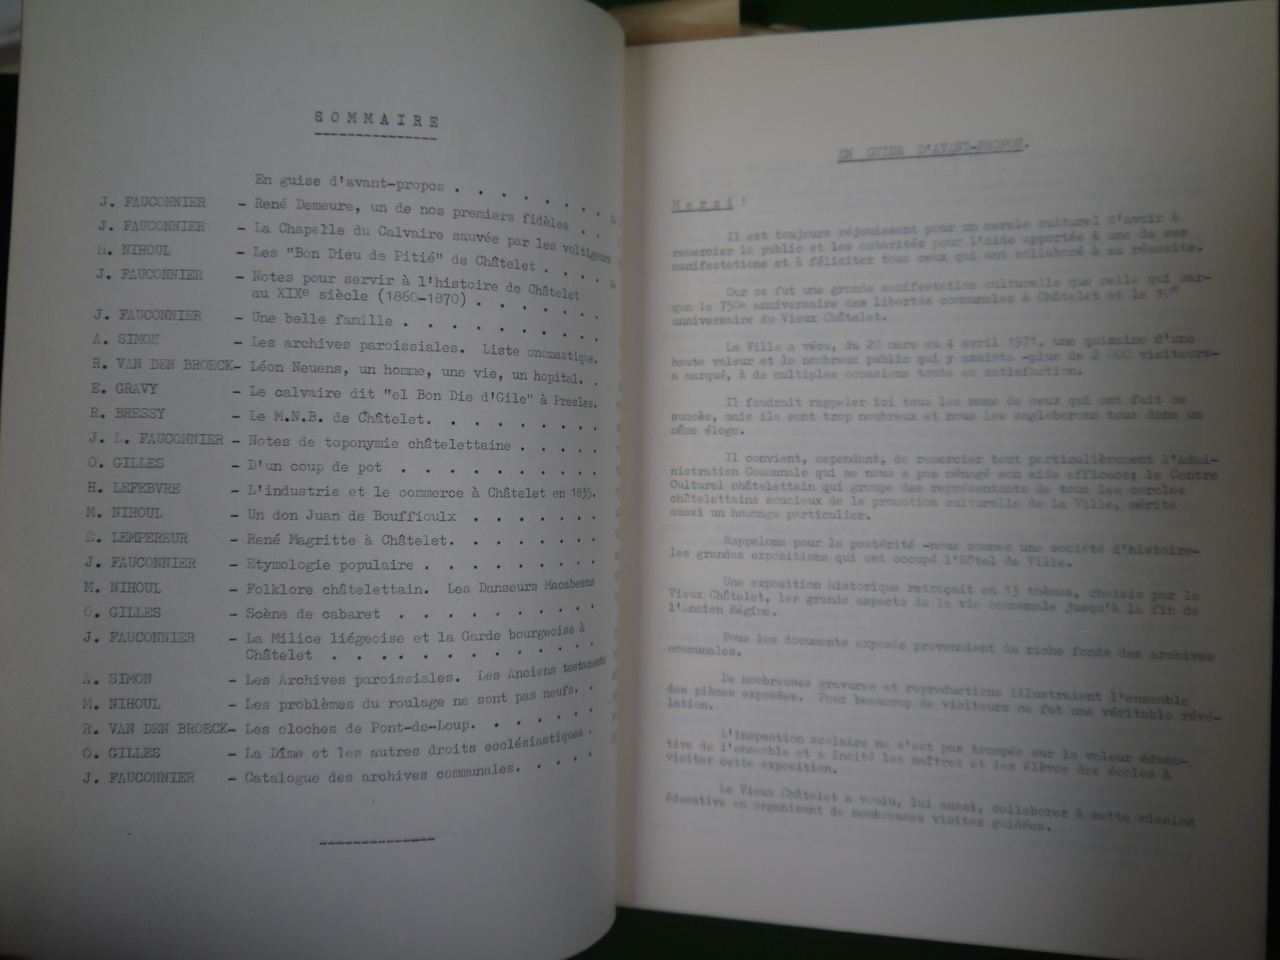 SOMMAIRE
En guise d'avant-propos . . . . . . .
J. FAUCONNIER - René Demeure, un de nos premiers fidèles . .
J. FAUCONNIER - La Chapelle du Calvaire sauvée par les voltigeurs
M. NIHOUL - Les "Bon Dieu de Pitié" de Châtelet . . . .
J. FAUCONNIER - Notes pour servir à l'histoire de Châtelet
au XIXe siècle (1860-1870) . . . . . .
J. FAUCONNIER - Une belle famille . . . . . . . . .
A. SIMON - Les archives paroissiales. Liste onomastique.
R. VAN DEN BROECK- Léon Neuens, un homme, une vie, un hopital. .
E. GRAVY - Le calvaire dit "el Bon Die d'Gile" à Presles.
R. BRESSY - Le M.N.B. de Châtelet. . . . . . . .
J. L. FAUCONNIER - Notes de toponymie châtelettaine . . . . .
O. GILLES - D'un coup de pot . . . . . . . . . .
H. LEFEBVRE - L'industrie et le commerce à Châtelet en 1835.
M. NIHOUL - Un don Juan de Bouffioulx . . . . . . .
S. LEMPEREUR - René Magritte à Châtelet. . . . . . . .
J. FAUCONNIER - Etymologie populaire . . . . . . . . .
M. NIHOUL - Folklore châtelettain. Les Danseurs Macabeens
O. GILLES - Scène de cabaret . . . . . . . . . .
J. FAUCONNIER - La Milice liégeoise et la Garde bourgeoise à
Châtelet . . . . . . . . . . . . .
A. SIMON - Les Archives paroissiales. Les Anciens testaments
M. NIHOUL - Les problèmes du roulage ne sont pas neufs. .
R. VAN DEN BROECK- Les cloches de Pont-de-Loup. . . . . . .
O. GILLES - La Dîme et les autres droits ecclésiastiques .
J. FAUCONNIER - Catalogue des archives communales. . . . .
EN GUISE D'AVANT-PROPOS.
Merci !
Il est toujours réjouissant pour un cercle culturel d'avoir à
remercier le public et les autorités pour l'aide apportée à une de ses
manifestations et à féliciter tous ceux qui ont collaboré à sa réussite.
Car ce fut une grande manifestation culturelle que celle qui mar-
qua le 750e anniversaire des libertés communales à Châtelet et le 10e
anniversaire du Vieux Châtelet.
La Ville a vécu, du 20 mars au 4 avril 1971, une quinzaine d'une
haute valeur et le nombreux public qui y assista -plus de 2 000 visiteurs-
a marqué, à de multiples occasions toute sa satisfaction.
Il faudrait rappeler ici tous les noms de ceux qui ont fait ce
succès, mais ils sont trop nombreux et nous les engloberons tous dans un
même éloge.
Il convient, cependant, de remercier tout particulièrement l'Admi-
nistration Communale qui ne nous a pas ménagé son aide efficace; le Centre
Culturel châtelettain qui groupe des représentants de tous les cercles
châtelettains soucieux de la promotion culturelle de la Ville, mérite
aussi un hommage particulier.
Rappelons pour la postérité -nous sommes une société d'histoire-
les grandes expositions qui ont occupé l'Hôtel de Ville.
Une exposition historique retraçait en 13 thèmes, choisis par le
Vieux Châtelet, les grands aspects de la vie communale jusqu'à la fin de
l'Ancien Régime.
Tous les documents exposés provenaient du riche fonds des archives
communales.
De nombreuses gravures et reproductions illustraient l'ensemble
des pièces exposées. Pour beaucoup de visiteurs ce fut une véritable révé-
lation.
L'inspection scolaire ne s'est pas trompée sur la valeur éduca-
tive de l'ensemble et a incité les maîtres et les élèves des écoles à
visiter cette exposition.
Le Vieux Châtelet a voulu, lui aussi, collaborer à cette mission
éducative en organisant de nombreuses visites guidées.